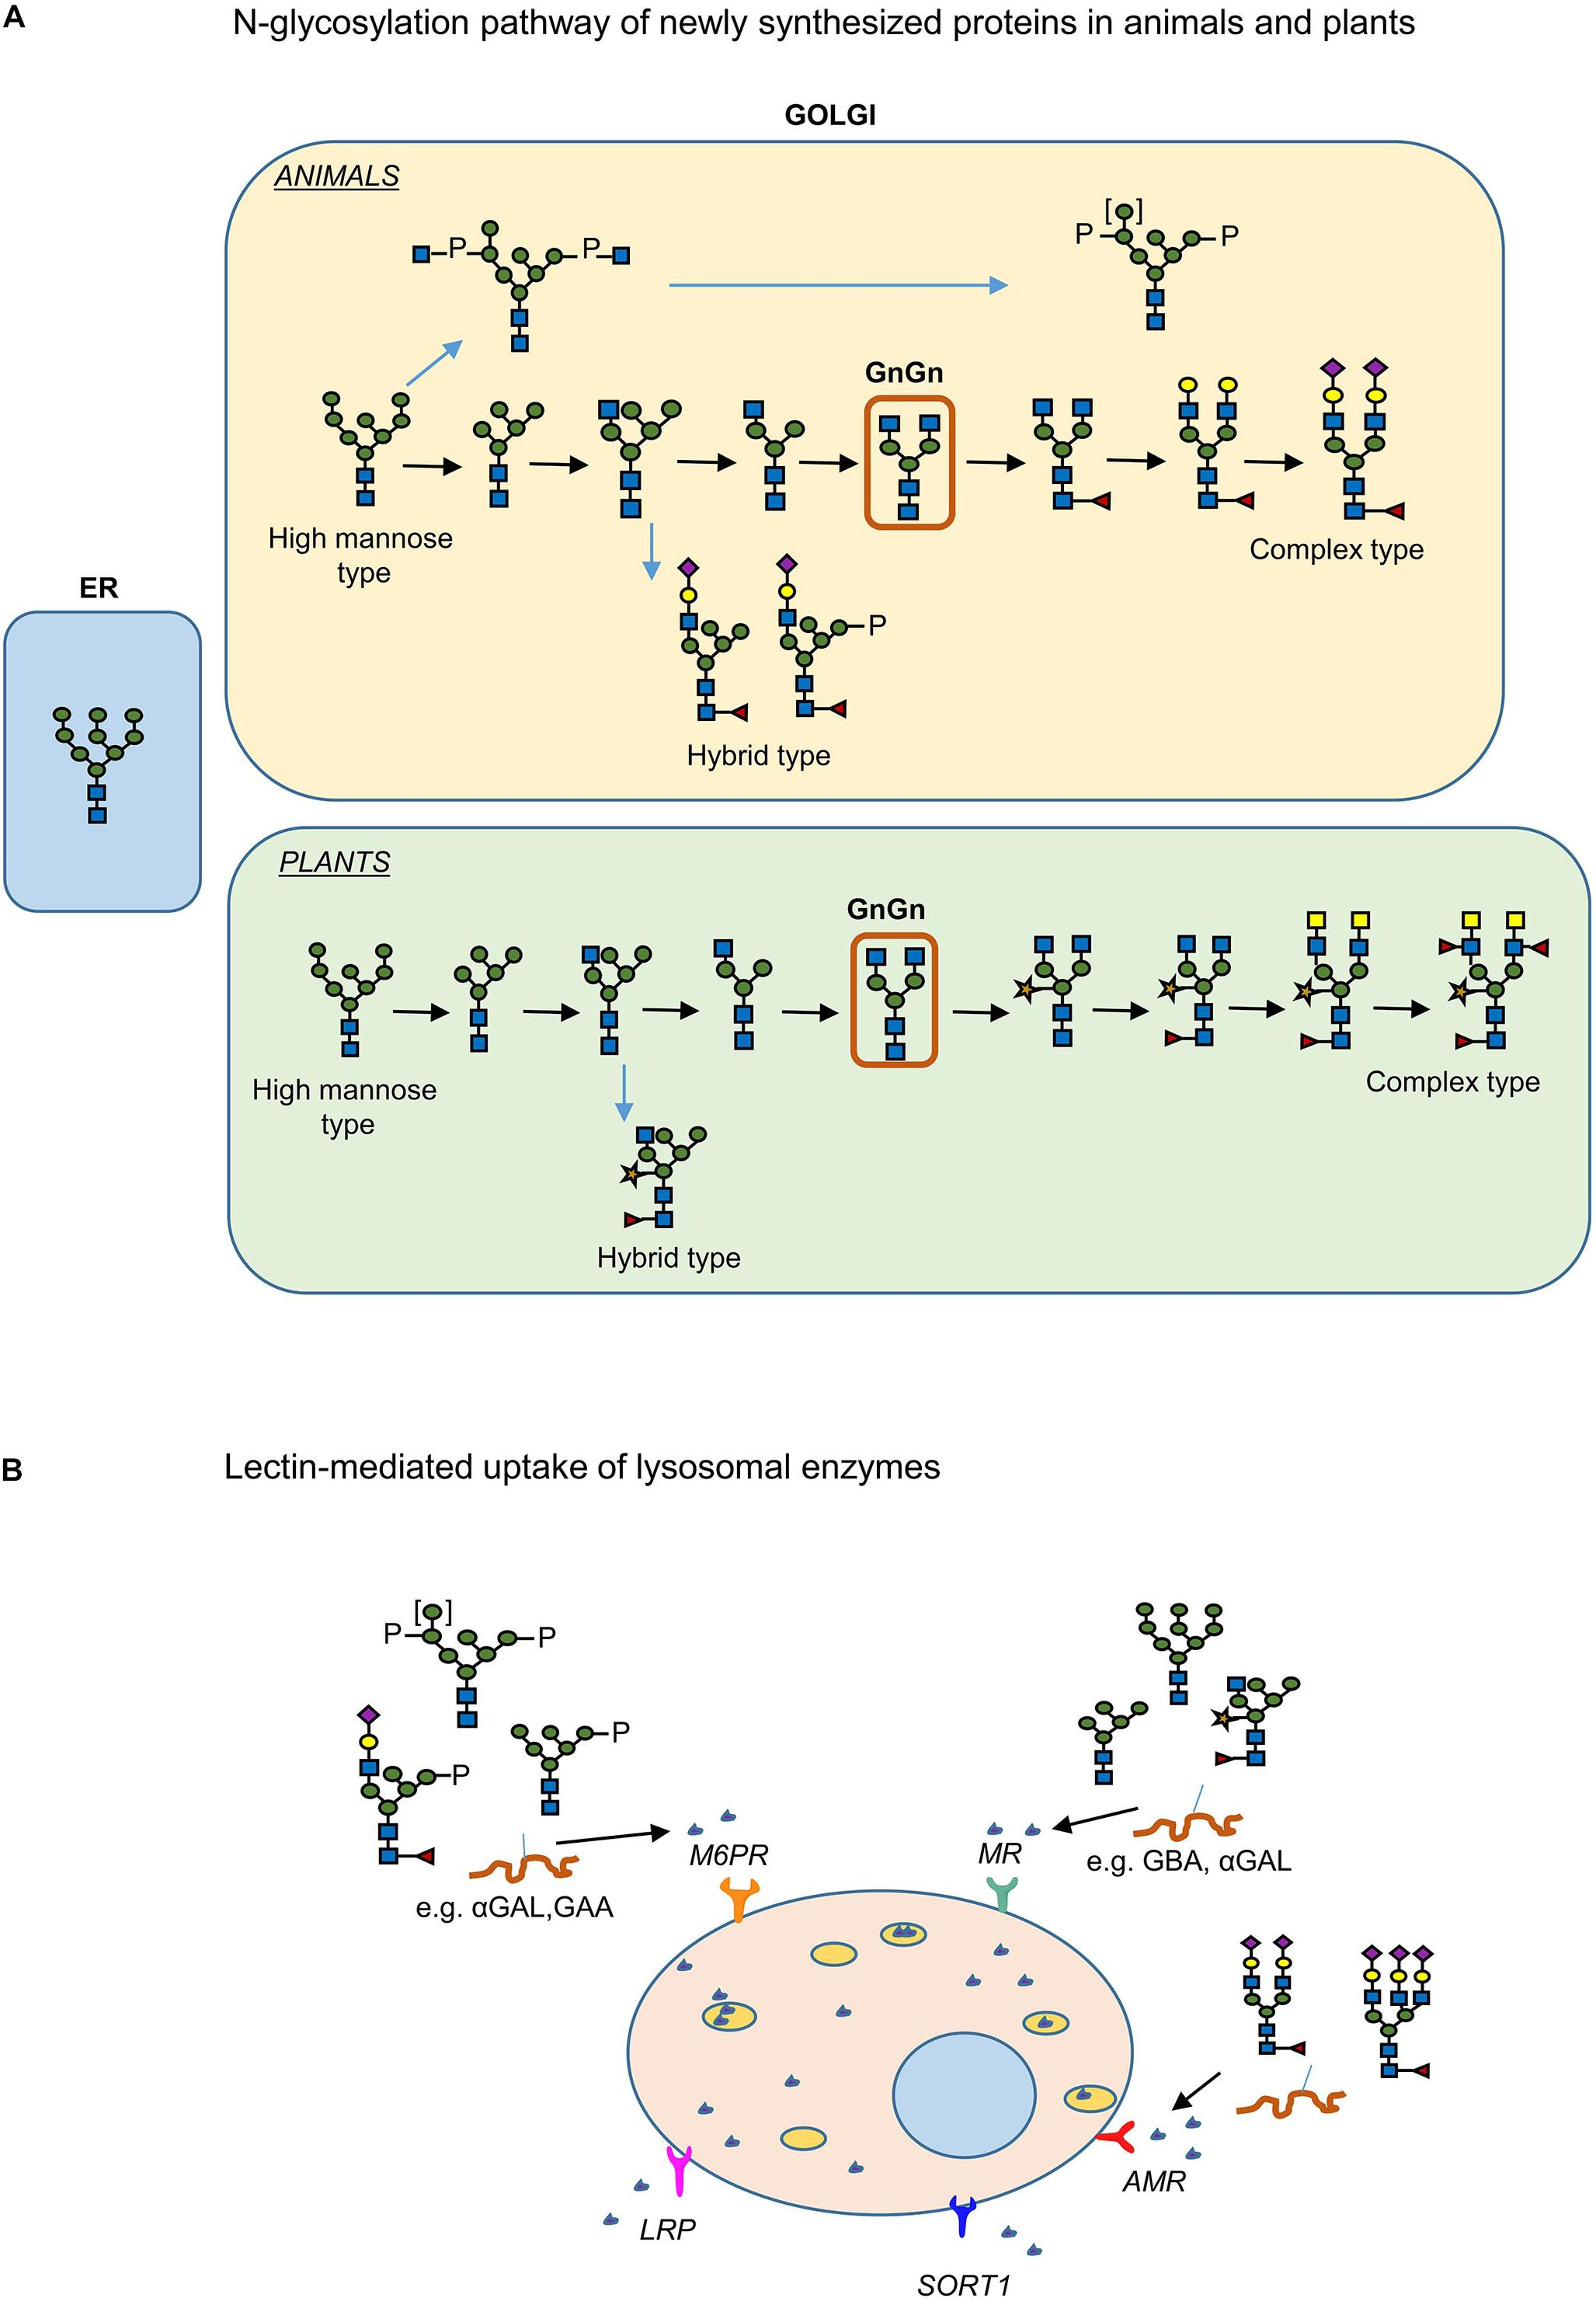 A
N-glycosylation pathway of newly synthesized proteins in animals and plants
GOLGI
ANIMALS
[ ]
P P
P P
GnGn
High mannose
type
Complex type
P
Hybrid type
ER
PLANTS
GnGn
High mannose
type
Complex type
Hybrid type
B
Lectin-mediated uptake of lysosomal enzymes
[ ]
P P
P
P
M6PR
e.g. αGAL,GAA
MR
e.g. GBA, αGAL
AMR
LRP
SORT1